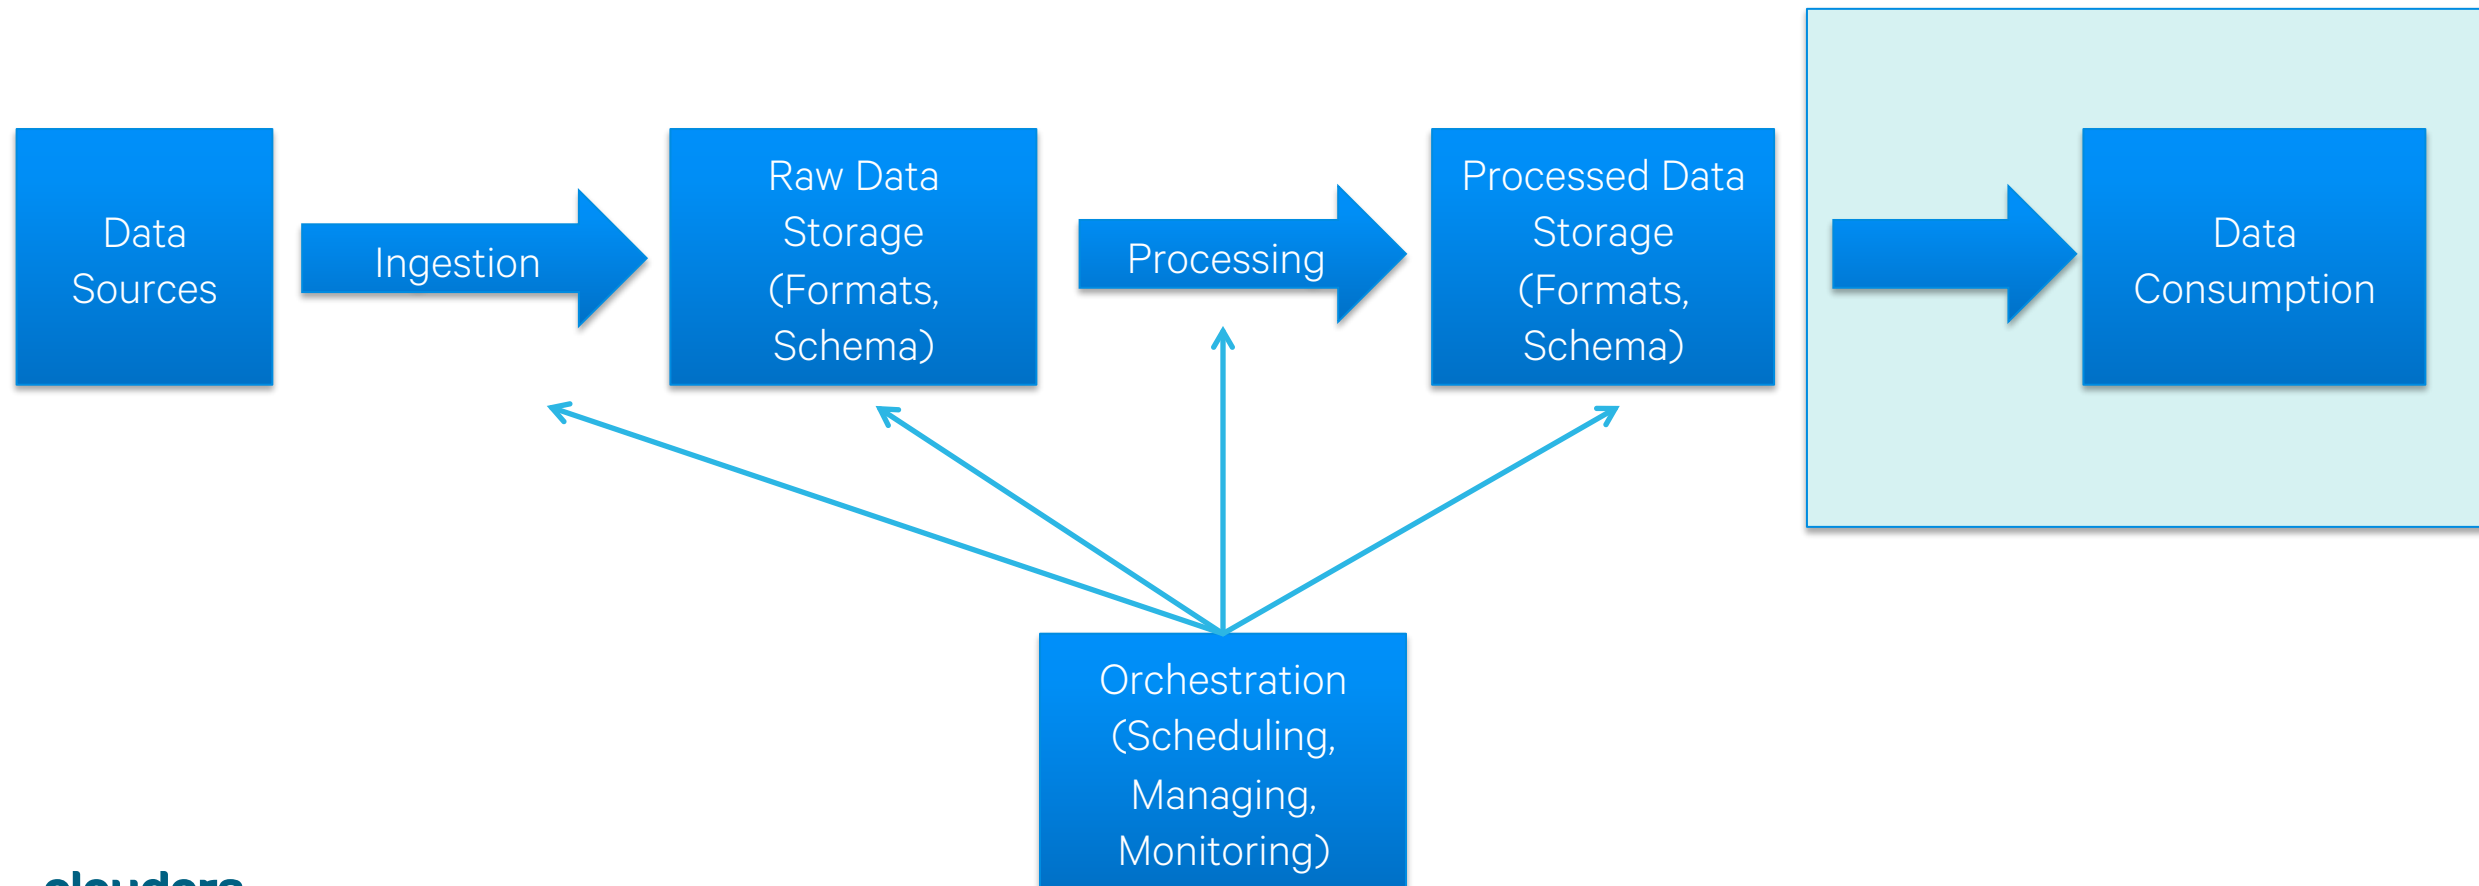 Data
Sources
Ingestion
Raw Data
Storage
(Formats,
Schema)
Processing
Processed Data
Storage
(Formats,
Schema)
Data
Consumption
Orchestration
(Scheduling,
Managing,
Monitoring)